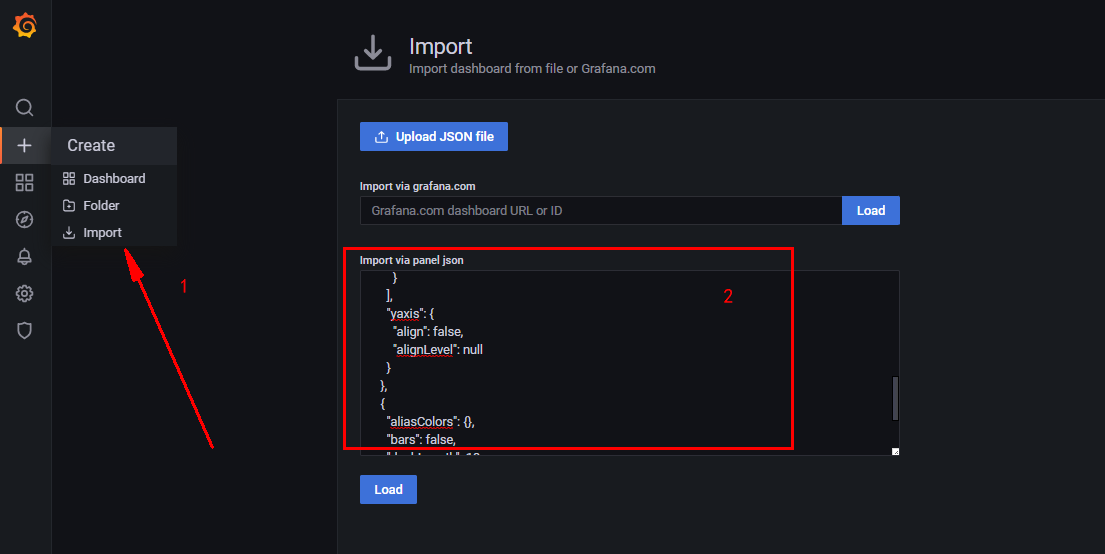 Import
Import dashboard from file or Grafana.com
Upload JSON file
Create
Dashboard
Folder
Import
1
Import via grafana.com
Grafana.com dashboard URL or ID
Load
Import via panel json
2
}
],
"yaxis": {
"align": false,
"alignLevel": null
}
},
{
"aliasColors": {},
"bars": false,
Load